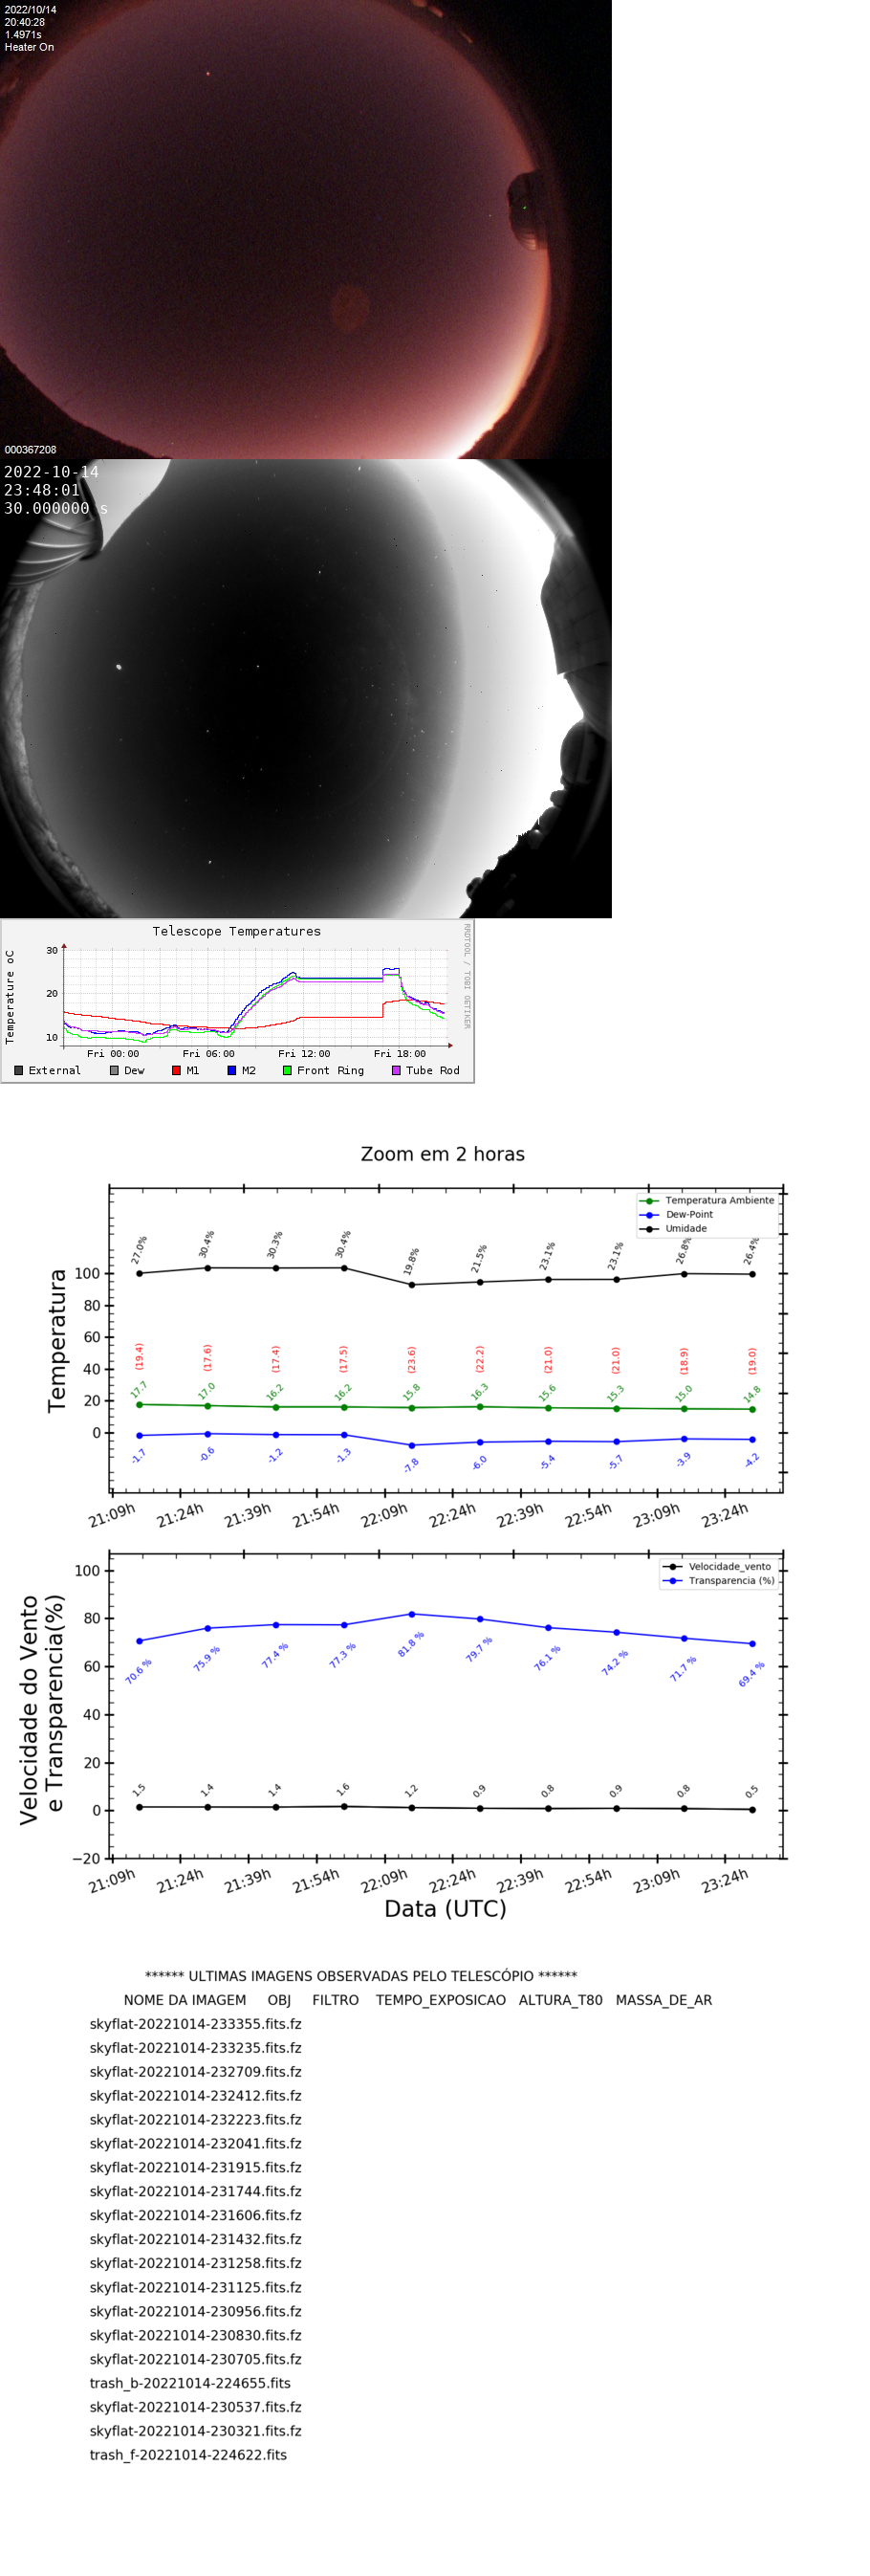 2022/10/14
20:40:28
1.4971s
Heater On
000367208
2022-10-14
23:48:01
30.000000 s
Telescope Temperatures
RRDTOOL / TOBI OETIKER
Temperature oC
30
20
10
Fri 00:00 Fri 06:00 Fri 12:00 Fri 18:00
External Dew M1 M2 Front Ring Tube Rod
Zoom em 2 horas
Temperatura Ambiente
Dew-Point
Umidade
27.0% 30.4% 30.3% 30.4% 19.8% 21.5% 23.1% 23.1% 26.8% 26.4%
Temperatura
100
80
60
40
20
0
(19.4) (17.6) (17.4) (17.5) (23.6) (22.2) (21.0) (21.0) (18.9) (19.0)
17.7 17.0 16.2 16.2 15.8 16.3 15.6 15.3 15.0 14.8
-1.7 -0.6 -1.2 -1.3 -7.8 -6.0 -5.4 -5.7 -3.9 -4.2
21:09h 21:24h 21:39h 21:54h 22:09h 22:24h 22:39h 22:54h 23:09h 23:24h
Velocidade_vento
Transparencia (%)
Velocidade do Vento
e Transparencia(%)
100
80
60
40
20
0
−20
70.6 % 75.9 % 77.4 % 77.3 % 81.8 % 79.7 % 76.1 % 74.2 % 71.7 % 69.4 %
1.5 1.4 1.4 1.6 1.2 0.9 0.8 0.9 0.8 0.5
21:09h 21:24h 21:39h 21:54h 22:09h 22:24h 22:39h 22:54h 23:09h 23:24h
Data (UTC)
****** ULTIMAS IMAGENS OBSERVADAS PELO TELESCÓPIO ******
NOME DA IMAGEM OBJ FILTRO TEMPO_EXPOSICAO ALTURA_T80 MASSA_DE_AR
skyflat-20221014-233355.fits.fz
skyflat-20221014-233235.fits.fz
skyflat-20221014-232709.fits.fz
skyflat-20221014-232412.fits.fz
skyflat-20221014-232223.fits.fz
skyflat-20221014-232041.fits.fz
skyflat-20221014-231915.fits.fz
skyflat-20221014-231744.fits.fz
skyflat-20221014-231606.fits.fz
skyflat-20221014-231432.fits.fz
skyflat-20221014-231258.fits.fz
skyflat-20221014-231125.fits.fz
skyflat-20221014-230956.fits.fz
skyflat-20221014-230830.fits.fz
skyflat-20221014-230705.fits.fz
trash_b-20221014-224655.fits
skyflat-20221014-230537.fits.fz
skyflat-20221014-230321.fits.fz
trash_f-20221014-224622.fits